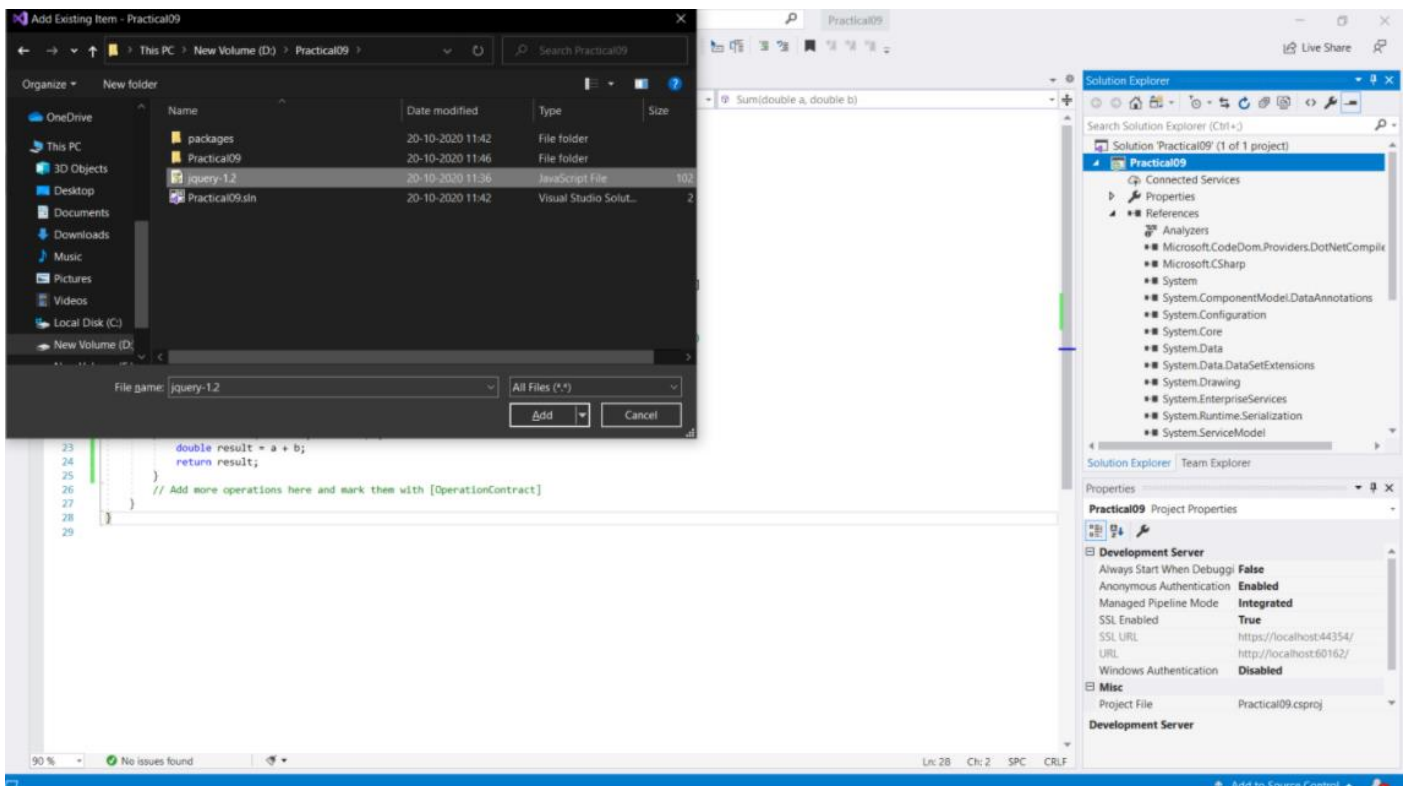 Add Existing Item - Practical09
This PC > New Volume (D:) > Practical09 >
Search Practical09
Organize
New folder
Name
Date modified
Type
Size
OneDrive
This PC
3D Objects
Desktop
Documents
Downloads
Music
Pictures
Videos
Local Disk (C:)
New Volume (D:
packages 20-10-2020 11:42 File folder
Practical09 20-10-2020 11:46 File folder
jquery-1.2 20-10-2020 11:36 JavaScript File 102
Practical09.sln 20-10-2020 11:42 Visual Studio Solut... 2
File name: jquery-1.2
All Files (*.*)
Add
Cancel
Practical09
Live Share
Sum(double a, double b)
23 double result = a + b;
24 return result;
25 }
26 // Add more operations here and mark them with [OperationContract]
27 }
28 }
29
90 %
No issues found
Ln: 28 Ch: 2 SPC CRLF
Solution Explorer
Search Solution Explorer (Ctrl+;)
Solution 'Practical09' (1 of 1 project)
Practical09
Connected Services
Properties
References
Analyzers
Microsoft.CodeDom.Providers.DotNetCompile
Microsoft.CSharp
System
System.ComponentModel.DataAnnotations
System.Configuration
System.Core
System.Data
System.Data.DataSetExtensions
System.Drawing
System.EnterpriseServices
System.Runtime.Serialization
System.ServiceModel
Solution Explorer Team Explorer
Properties
Practical09 Project Properties
Development Server
Always Start When Debuggi False
Anonymous Authentication Enabled
Managed Pipeline Mode Integrated
SSL Enabled True
SSL URL https://localhost:44354/
URL http://localhost:60162/
Windows Authentication Disabled
Misc
Project File Practical09.csproj
Development Server
Add to Source Control